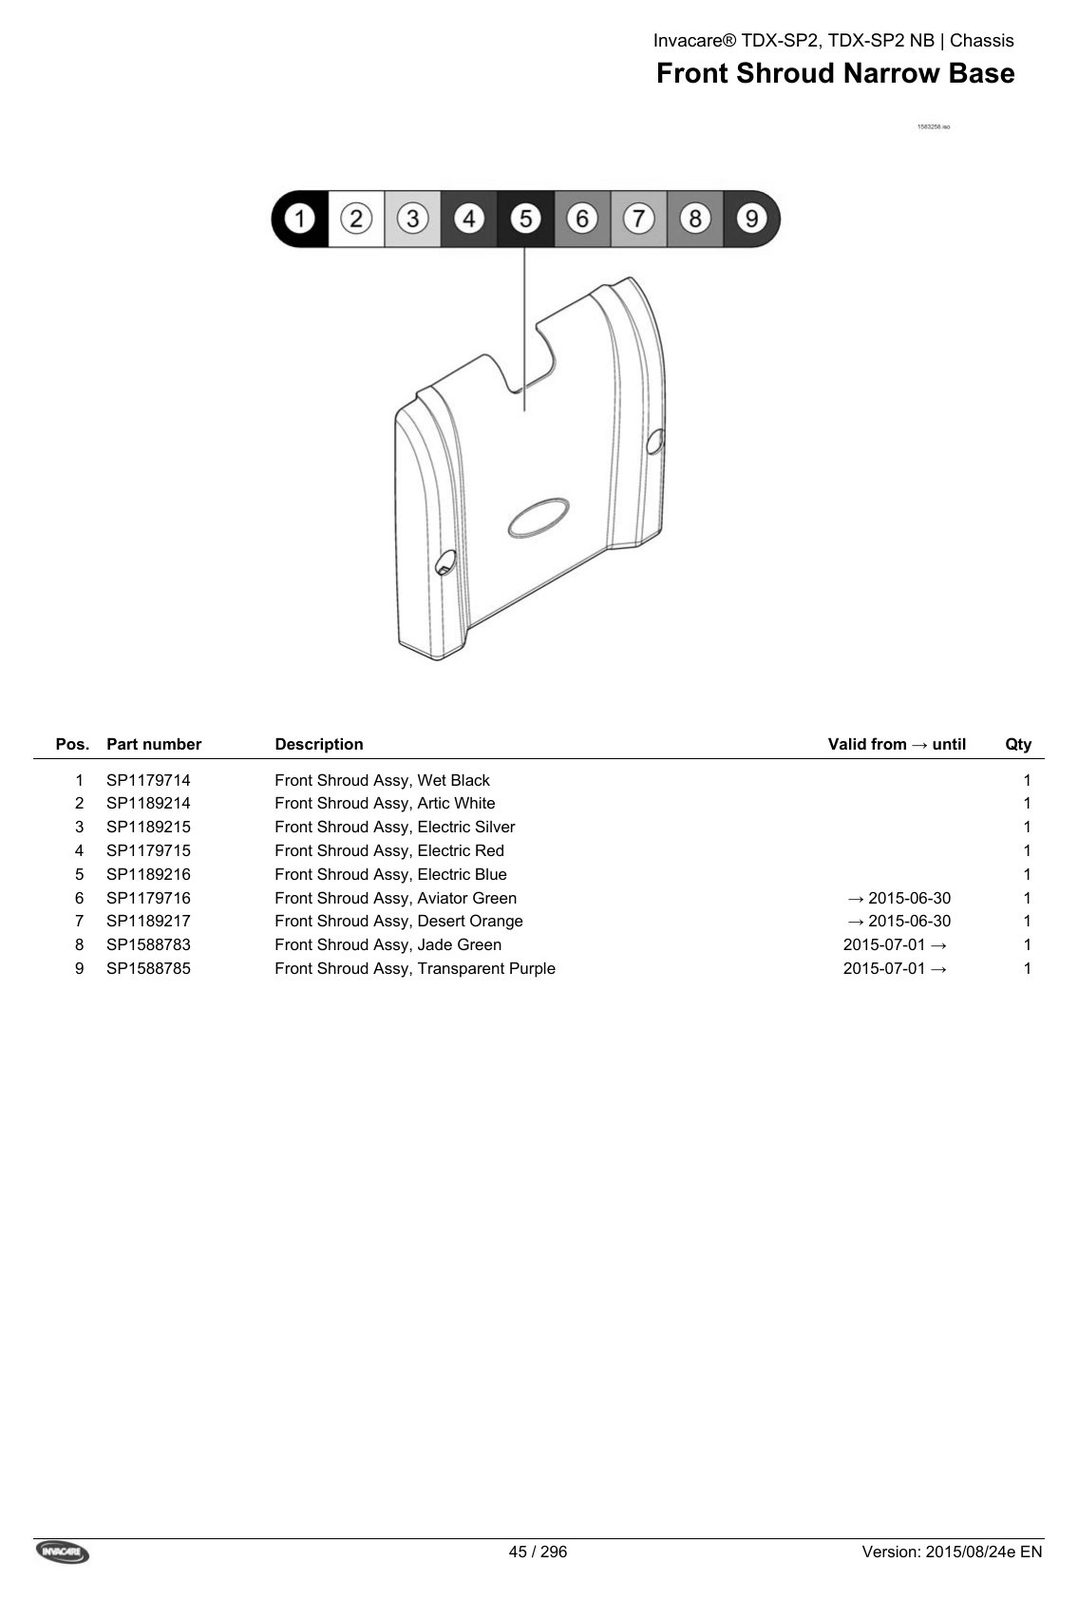 Invacare® TDX-SP2, TDX-SP2 NB | Chassis
Front Shroud Narrow Base
1583258.iso
1 2 3 4 5 6 7 8 9
Pos. Part number Description Valid from → until Qty
1 SP1179714 Front Shroud Assy, Wet Black 1
2 SP1189214 Front Shroud Assy, Artic White 1
3 SP1189215 Front Shroud Assy, Electric Silver 1
4 SP1179715 Front Shroud Assy, Electric Red 1
5 SP1189216 Front Shroud Assy, Electric Blue 1
6 SP1179716 Front Shroud Assy, Aviator Green → 2015-06-30 1
7 SP1189217 Front Shroud Assy, Desert Orange → 2015-06-30 1
8 SP1588783 Front Shroud Assy, Jade Green 2015-07-01 → 1
9 SP1588785 Front Shroud Assy, Transparent Purple 2015-07-01 → 1
INVACARE 45 / 296 Version: 2015/08/24e EN